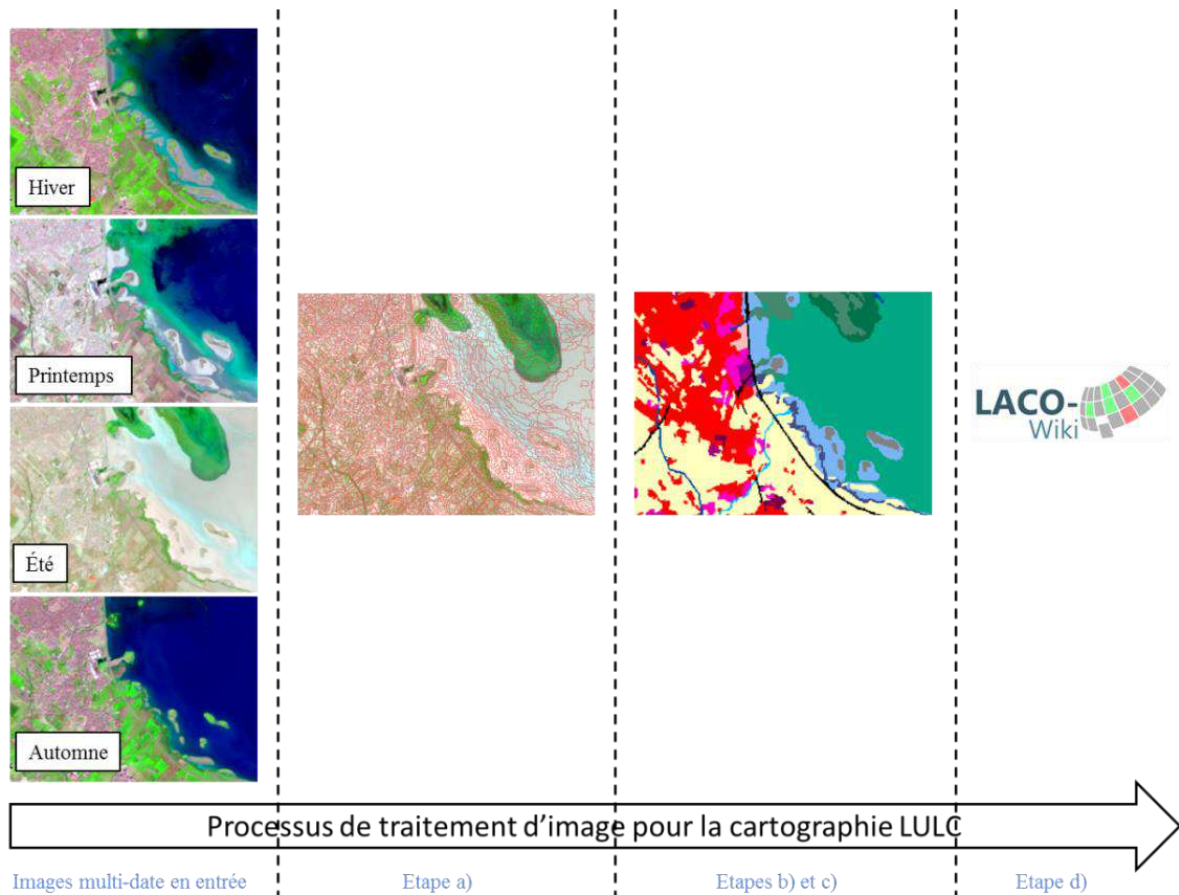 Hiver
Printemps
Été
Automne
LACO-
Wiki
Processus de traitement d’image pour la cartographie LULC
Images multi-date en entrée
Etape a)
Etapes b) et c)
Etape d)